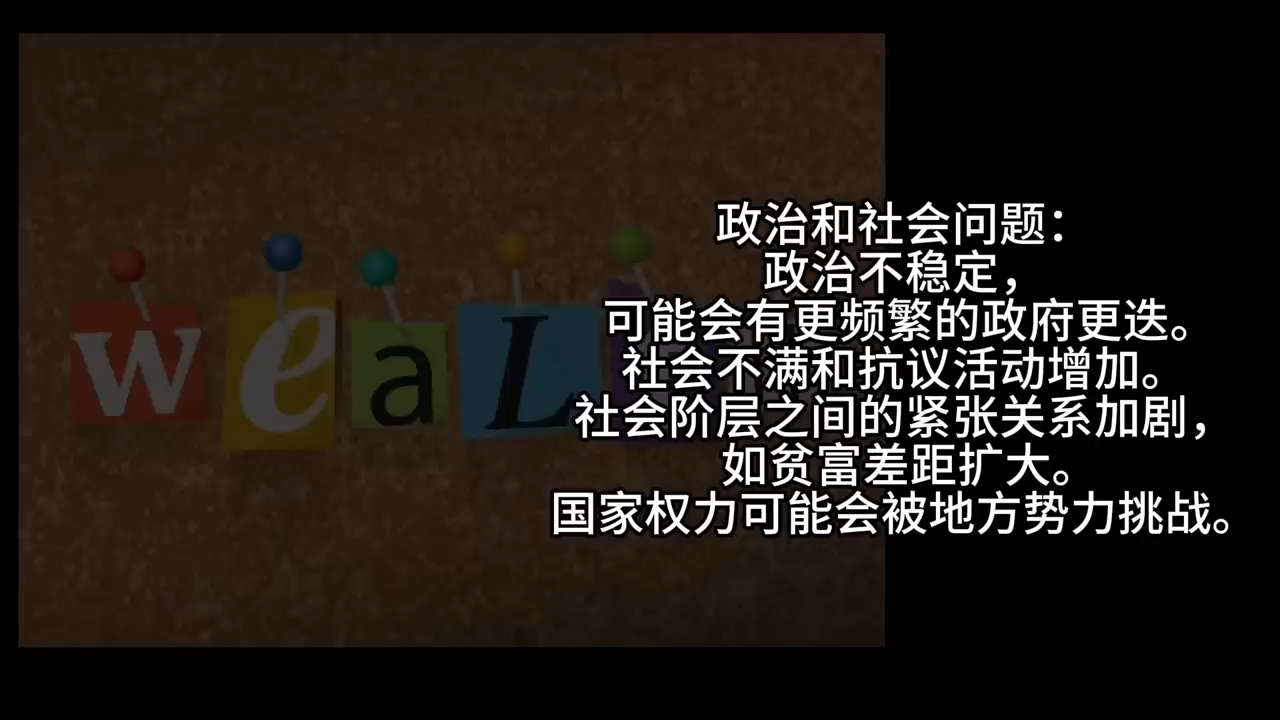 weaL
政治和社会问题：
政治不稳定，
可能会有更频繁的政府更迭。
社会不满和抗议活动增加。
社会阶层之间的紧张关系加剧，
如贫富差距扩大。
国家权力可能会被地方势力挑战。